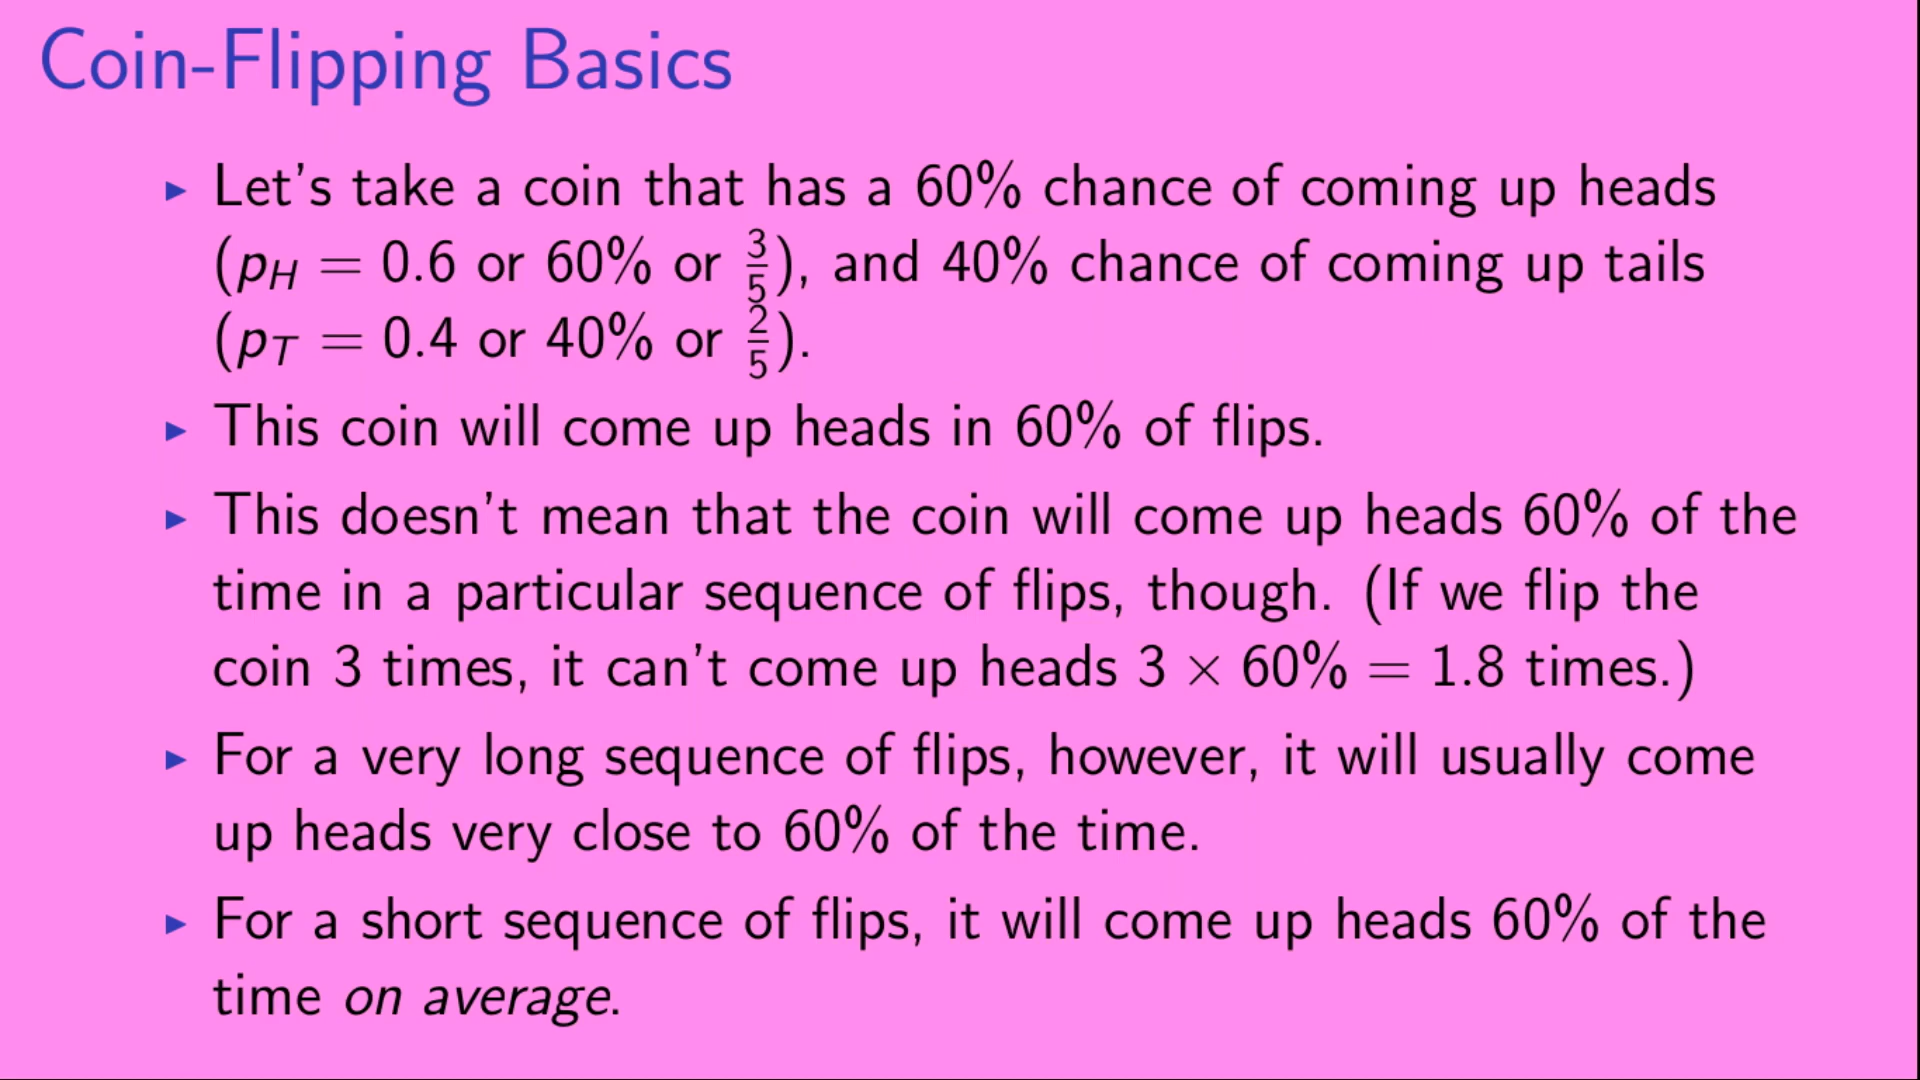 Coin-Flipping Basics
▸ Let's take a coin that has a 60% chance of coming up heads
(p_H = 0.6 or 60% or 3/5), and 40% chance of coming up tails
(p_T = 0.4 or 40% or 2/5).
▸ This coin will come up heads in 60% of flips.
▸ This doesn't mean that the coin will come up heads 60% of the
time in a particular sequence of flips, though. (If we flip the
coin 3 times, it can't come up heads 3 × 60% = 1.8 times.)
▸ For a very long sequence of flips, however, it will usually come
up heads very close to 60% of the time.
▸ For a short sequence of flips, it will come up heads 60% of the
time on average.